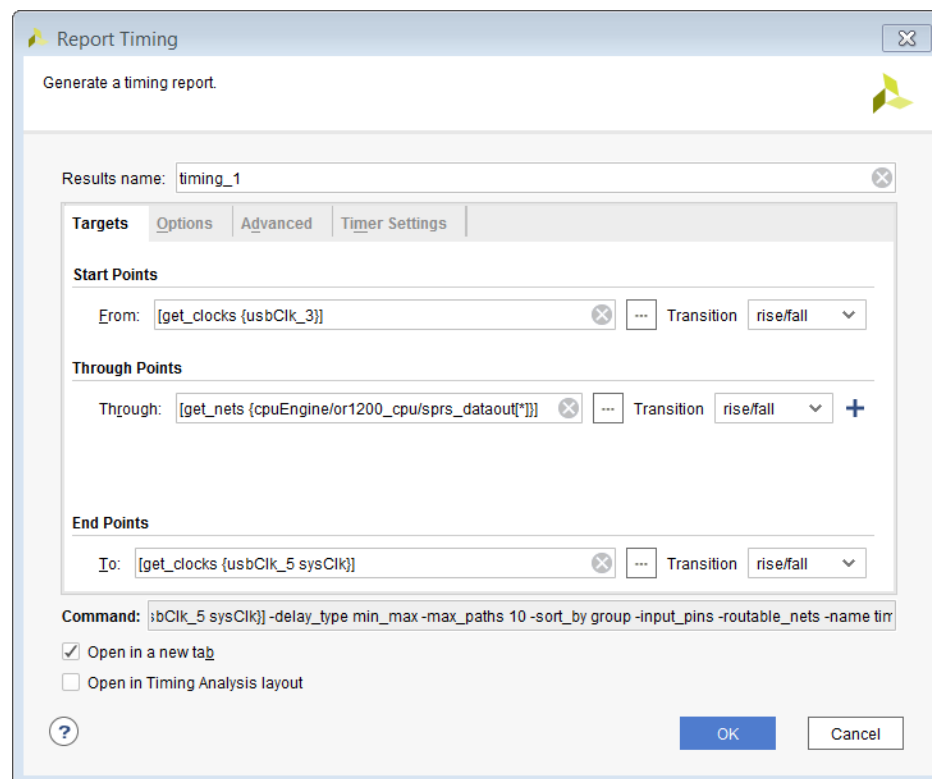 Report Timing
Generate a timing report.
Results name: timing_1
Targets Options Advanced Timer Settings
Start Points
From: [get_clocks {usbClk_3}] ... Transition rise/fall
Through Points
Through: [get_nets {cpuEngine/or1200_cpu/sprs_dataout[*]}] ... Transition rise/fall
End Points
To: [get_clocks {usbClk_5 sysClk}] ... Transition rise/fall
Command: sbClk_5 sysClk}] -delay_type min_max -max_paths 10 -sort_by group -input_pins -routable_nets -name tim
Open in a new tab
Open in Timing Analysis layout
? OK Cancel